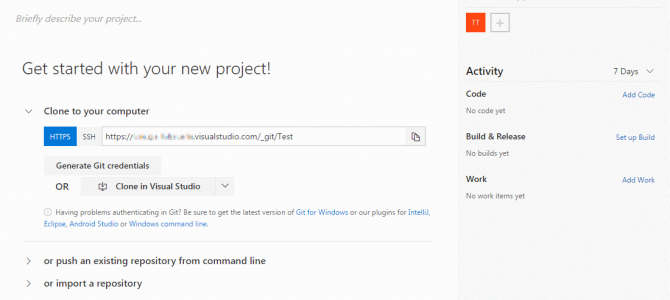 Briefly describe your project...
TT
Get started with your new project!
Clone to your computer
HTTPS SSH https:// .visualstudio.com/_git/Test
Generate Git credentials
OR Clone in Visual Studio
Having problems authenticating in Git? Be sure to get the latest version of Git for Windows or our plugins for IntelliJ,
Eclipse, Android Studio or Windows command line.
or push an existing repository from command line
or import a repository
Activity 7 Days
Code Add Code
No code yet
Build & Release Set up Build
No builds yet
Work Add Work
No work items yet